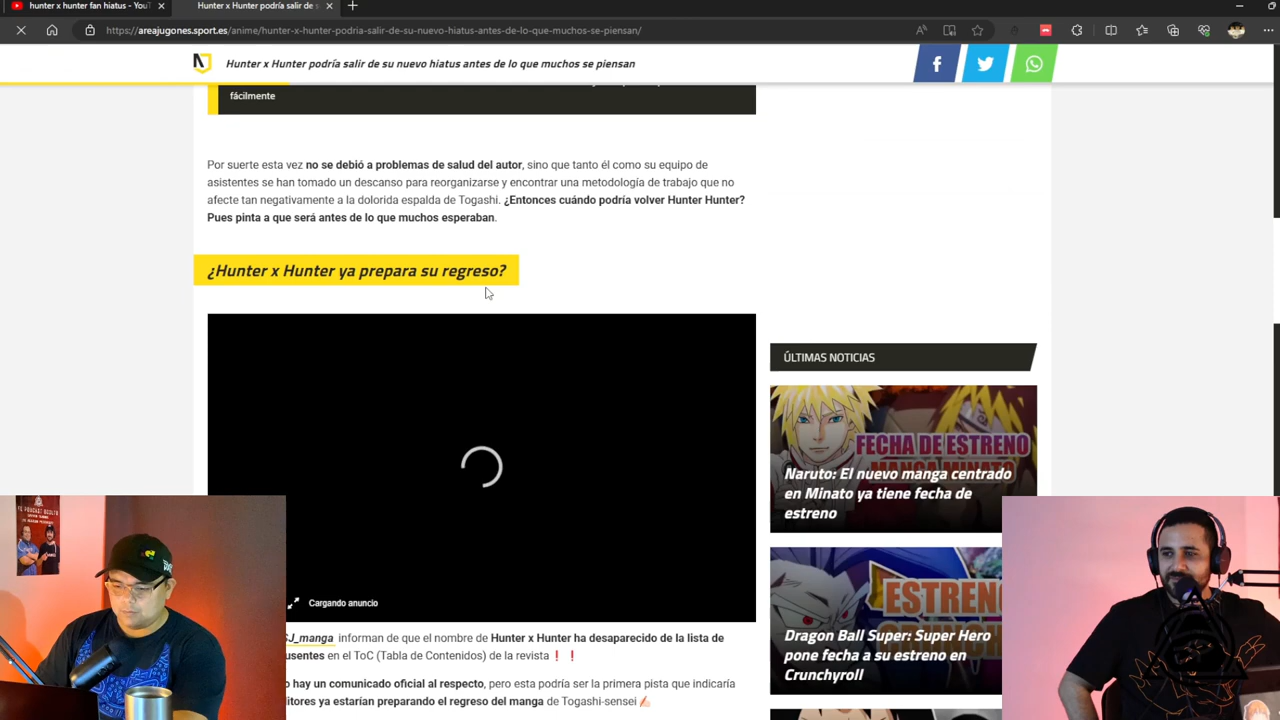 hunter x hunter fan hiatus - You
Hunter x Hunter podría salir de s
https://areajugones.sport.es/anime/hunter-x-hunter-podria-salir-de-su-nuevo-hiatus-antes-de-lo-que-muchos-se-piensan/
Hunter x Hunter podría salir de su nuevo hiatus antes de lo que muchos se piensan
fácilmente
Por suerte esta vez no se debió a problemas de salud del autor, sino que tanto él como su equipo de
asistentes se han tomado un descanso para reorganizarse y encontrar una metodología de trabajo que no
afecte tan negativamente a la dolorida espalda de Togashi. ¿Entonces cuándo podría volver Hunter Hunter?
Pues pinta a que será antes de lo que muchos esperaban.
¿Hunter x Hunter ya prepara su regreso?
Cargando anuncio
SJ_manga informan de que el nombre de Hunter x Hunter ha desaparecido de la lista de
usentes en el ToC (Tabla de Contenidos) de la revista❗❗
o hay un comunicado oficial al respecto, pero esta podría ser la primera pista que indicaría
litores ya estarían preparando el regreso del manga de Togashi-sensei ✍🏻
ÚLTIMAS NOTICIAS
FECHA DE ESTRENO
MANGA MINATO
Naruto: El nuevo manga centrado
en Minato ya tiene fecha de
estreno
ESTRENO
CRUNCHYROLL
Dragon Ball Super: Super Hero
pone fecha a su estreno en
Crunchyroll